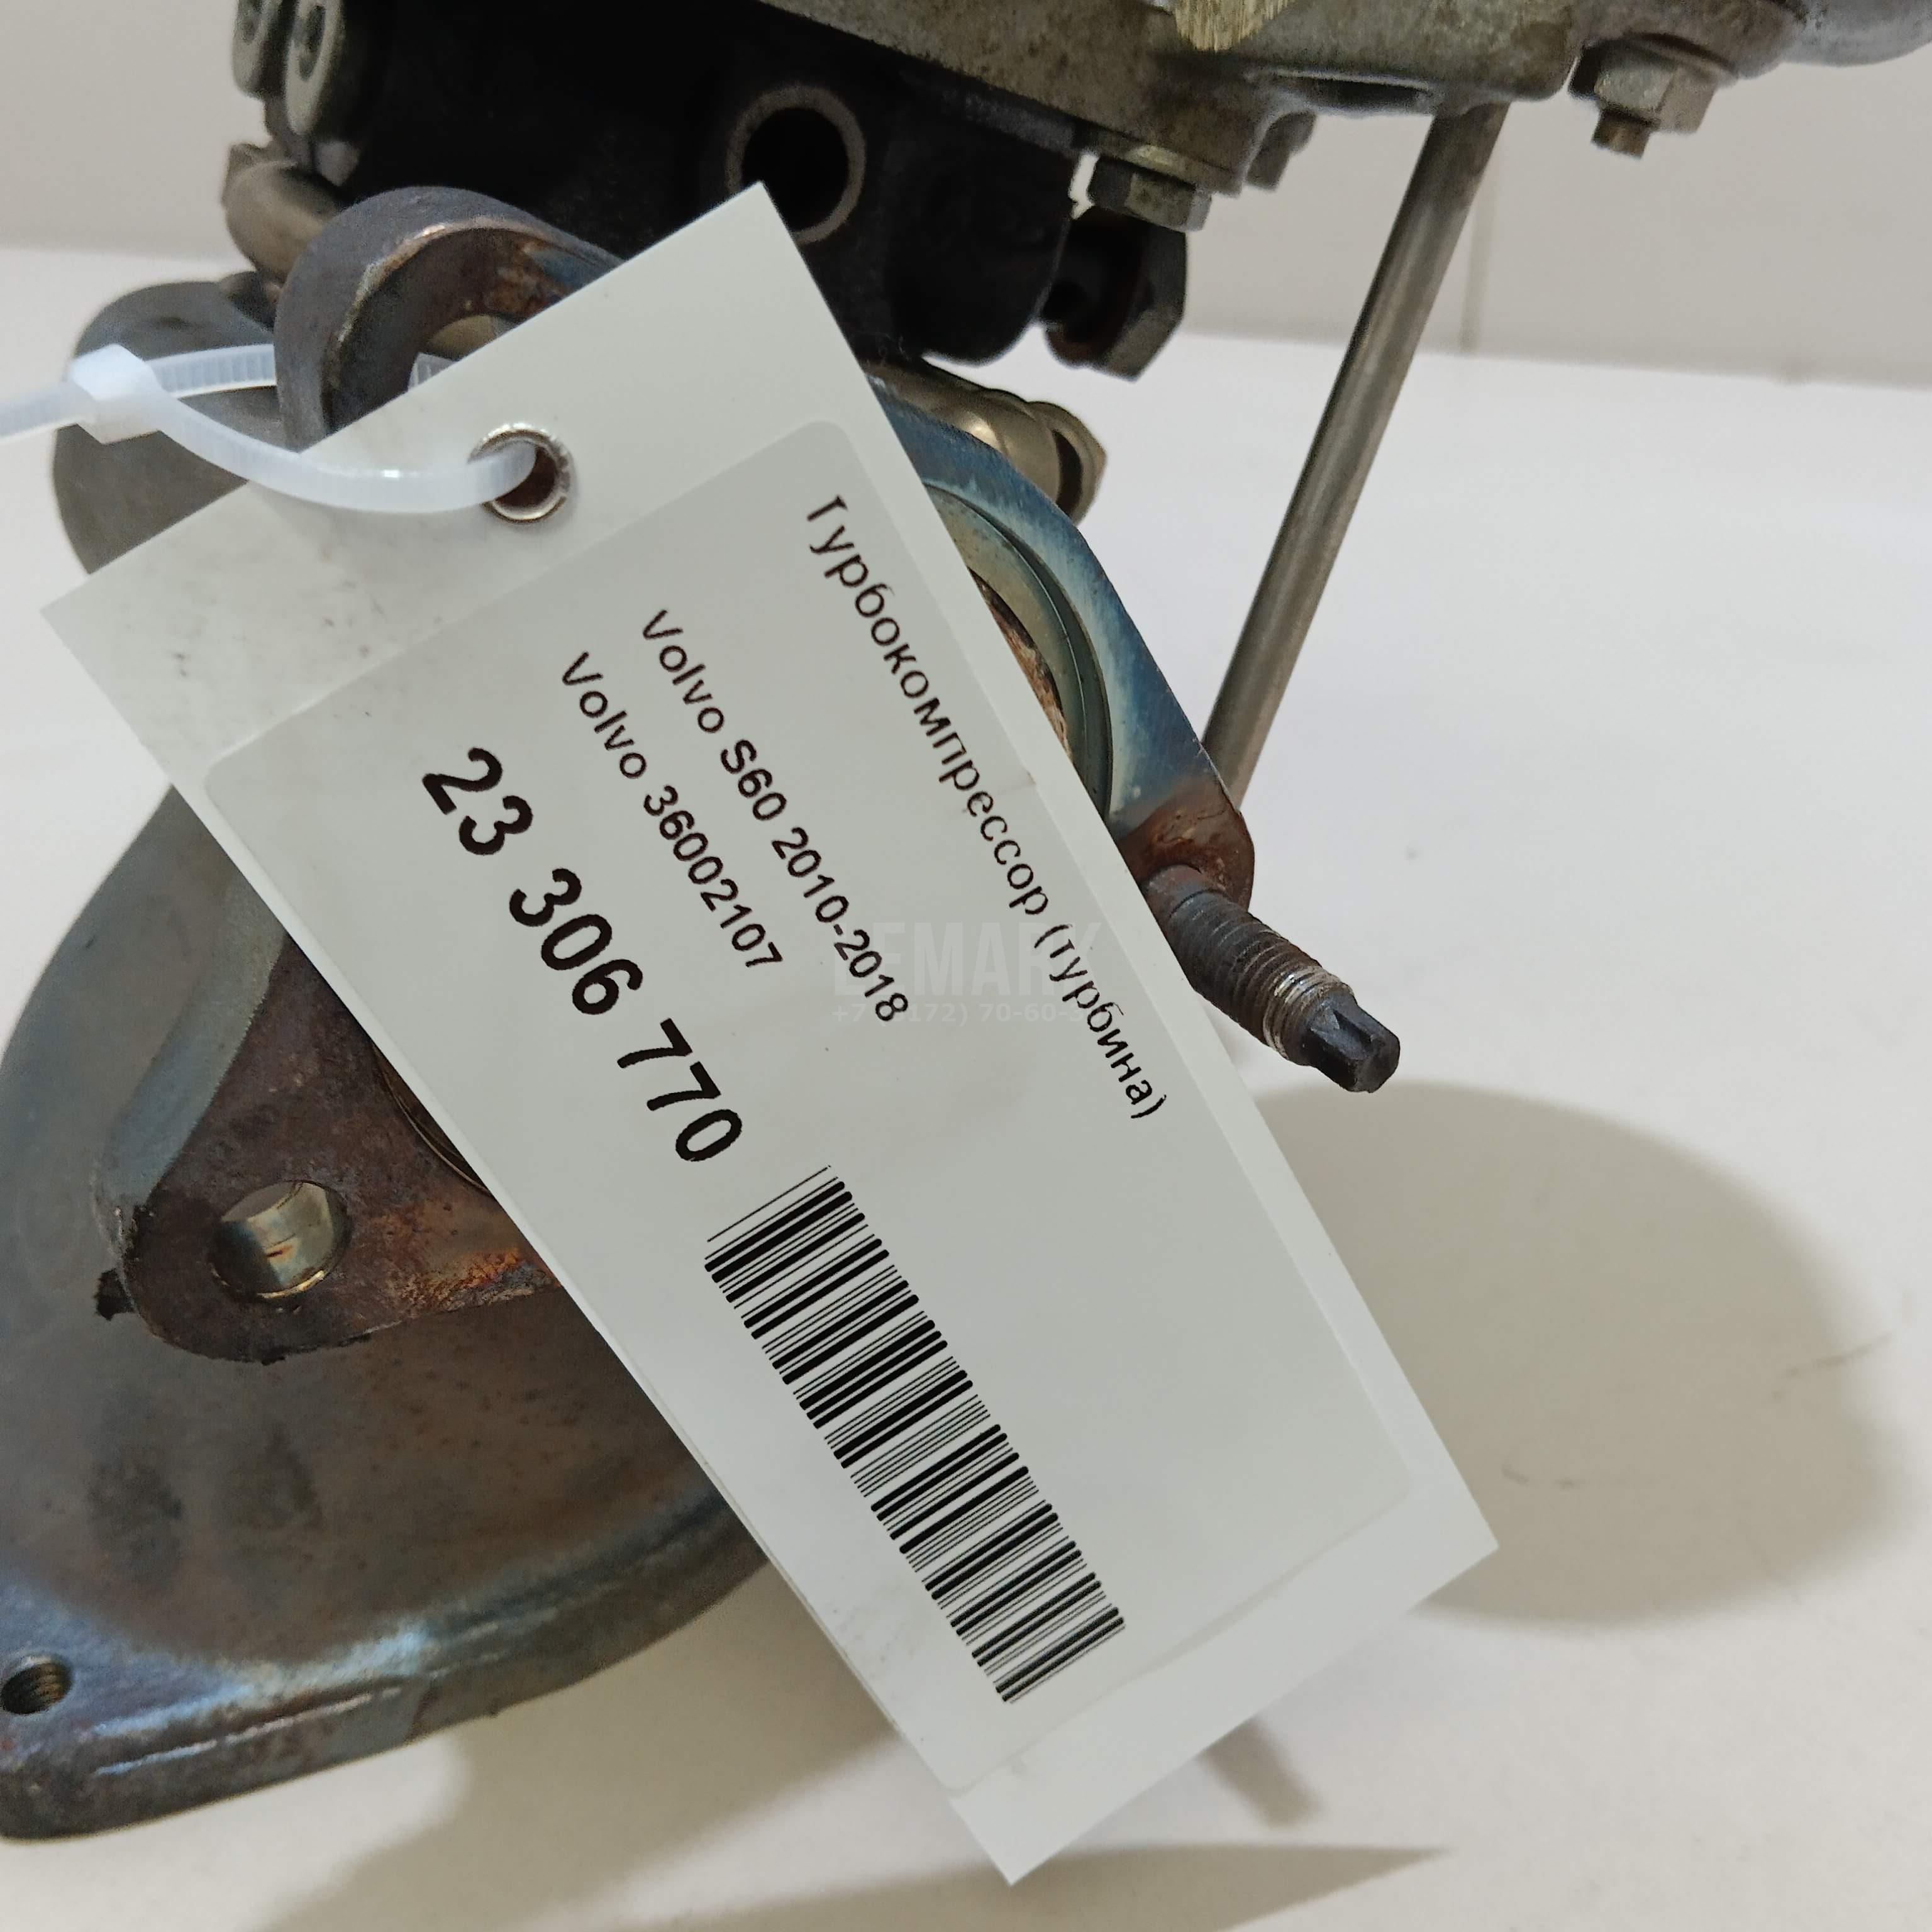 Турбокомпрессор (турбина)
Volvo S60 2010-2018
Volvo 36002107
23 306 770